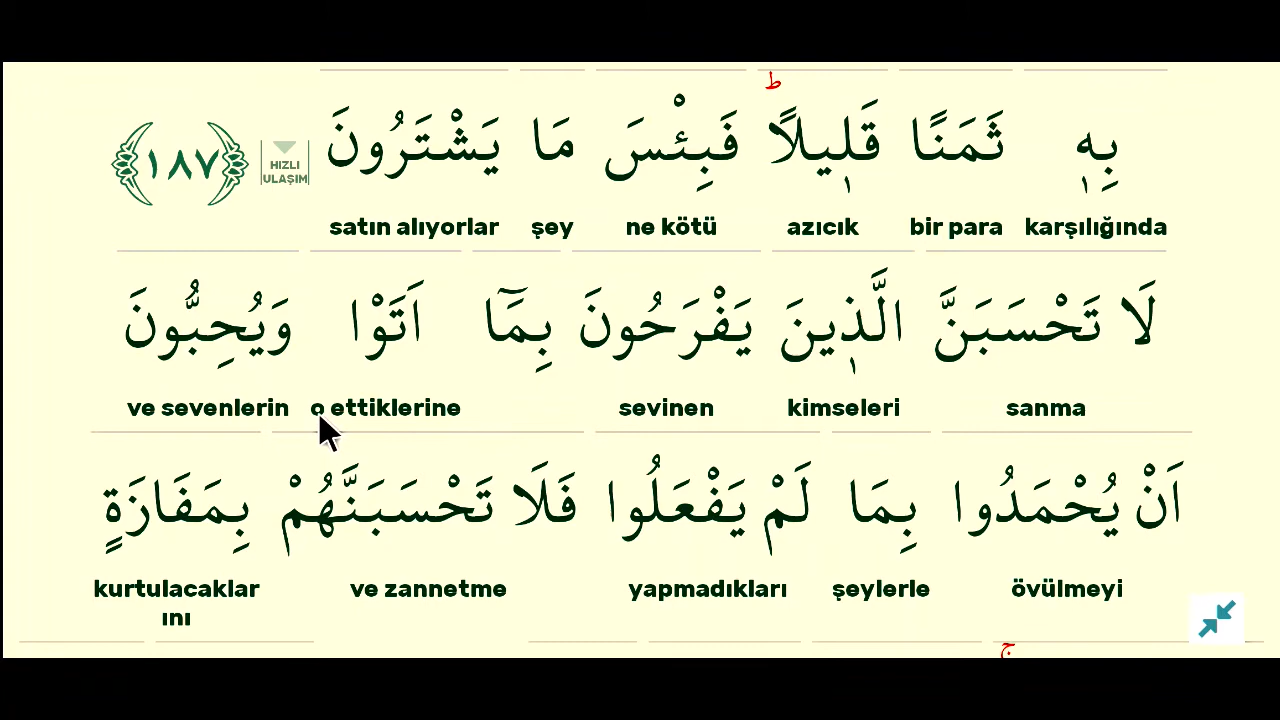 بِه۪ ثَمَنًا قَل۪يلًاۜ فَبِئْسَ مَا يَشْتَرُونَ ﴿١٨٧﴾
HIZLI ULAŞIM
karşılığında bir para azıcık ne kötü şey satın alıyorlar
لَا تَحْسَبَنَّ الَّذ۪ينَ يَفْرَحُونَ بِمَٓا اَتَوْا وَيُحِبُّونَ
sanma kimseleri sevinen o ettiklerine ve sevenlerin
اَنْ يُحْمَدُوا بِمَا لَمْ يَفْعَلُوا فَلَا تَحْسَبَنَّهُمْ بِمَفَازَةٍ
övülmeyi şeylerle yapmadıkları ve zannetme kurtulacaklar
ını
ج